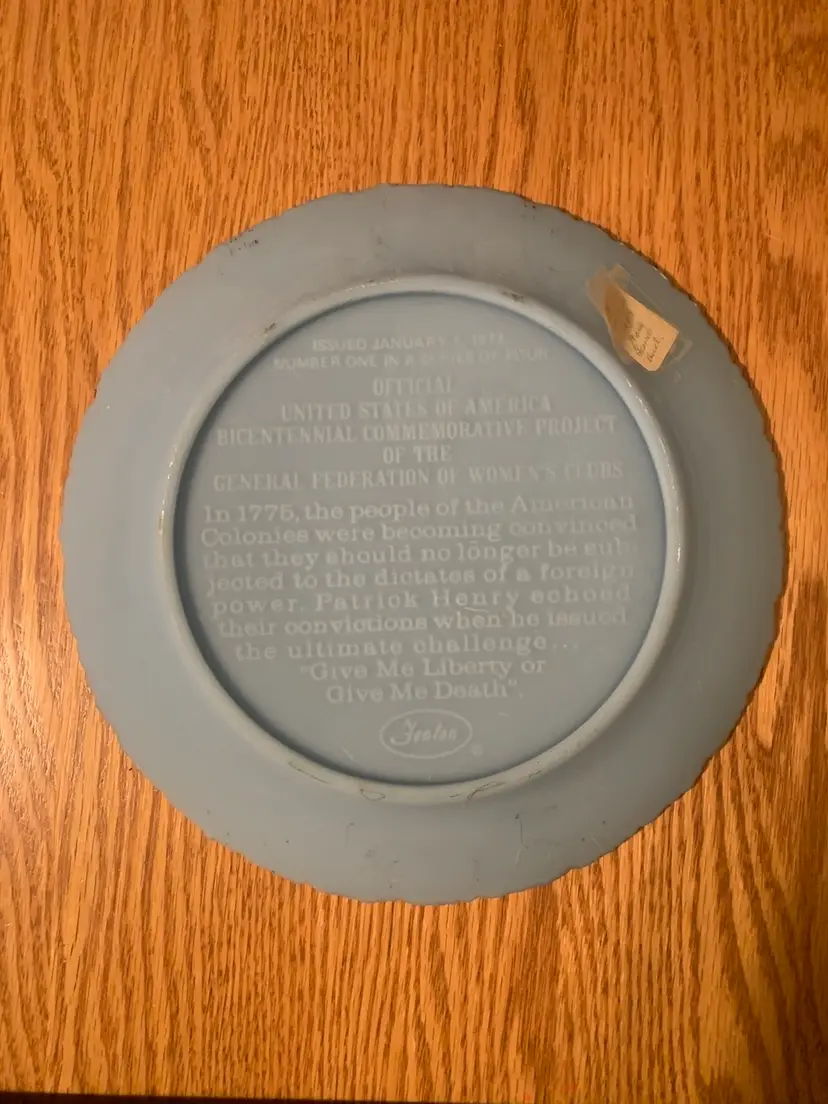 ISSUED JANUARY 1,
NUMBER ONE IN A SERIES OF FOUR
OFFICIAL
UNITED STATES OF AMERICA
BICENTENNIAL COMMEMORATIVE PROJECT
OF THE
GENERAL FEDERATION OF WOMEN'S CLUBS
In 1775, the people of the American
Colonies were becoming convinced
that they should no longer be sub-
jected to the dictates of a foreign
power. Patrick Henry echoed
their convictions when he issued
the ultimate challenge...
"Give Me Liberty or
Give Me Death".
Fenton
©